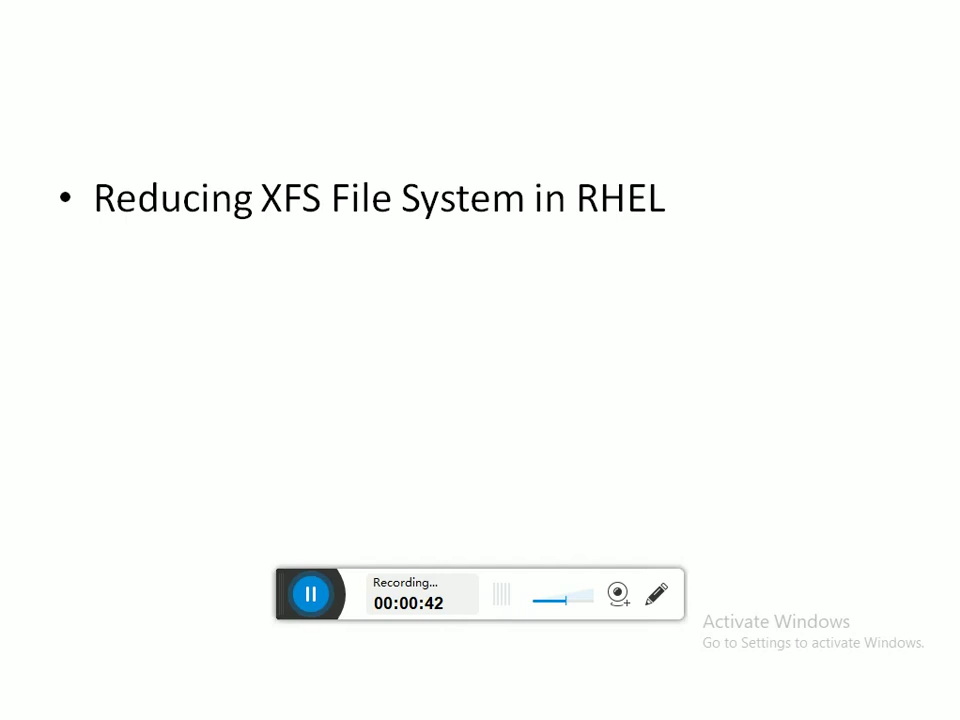 • Reducing XFS File System in RHEL
Recording...
00:00:42
Activate Windows
Go to Settings to activate Windows.